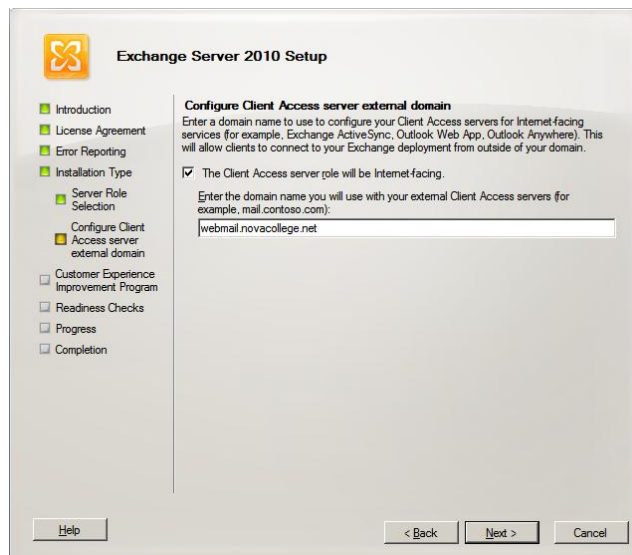 Exchange Server 2010 Setup
Introduction
License Agreement
Error Reporting
Installation Type
Server Role
Selection
Configure Client
Access server
external domain
Customer Experience
Improvement Program
Readiness Checks
Progress
Completion
Configure Client Access server external domain
Enter a domain name to use to configure your Client Access servers for Internet-facing
services (for example, Exchange ActiveSync, Outlook Web App, Outlook Anywhere). This
will allow clients to connect to your Exchange deployment from outside of your domain.
The Client Access server role will be Internet-facing.
Enter the domain name you will use with your external Client Access servers (for
example, mail.contoso.com):
webmail.novacollege.net
Help
< Back
Next >
Cancel